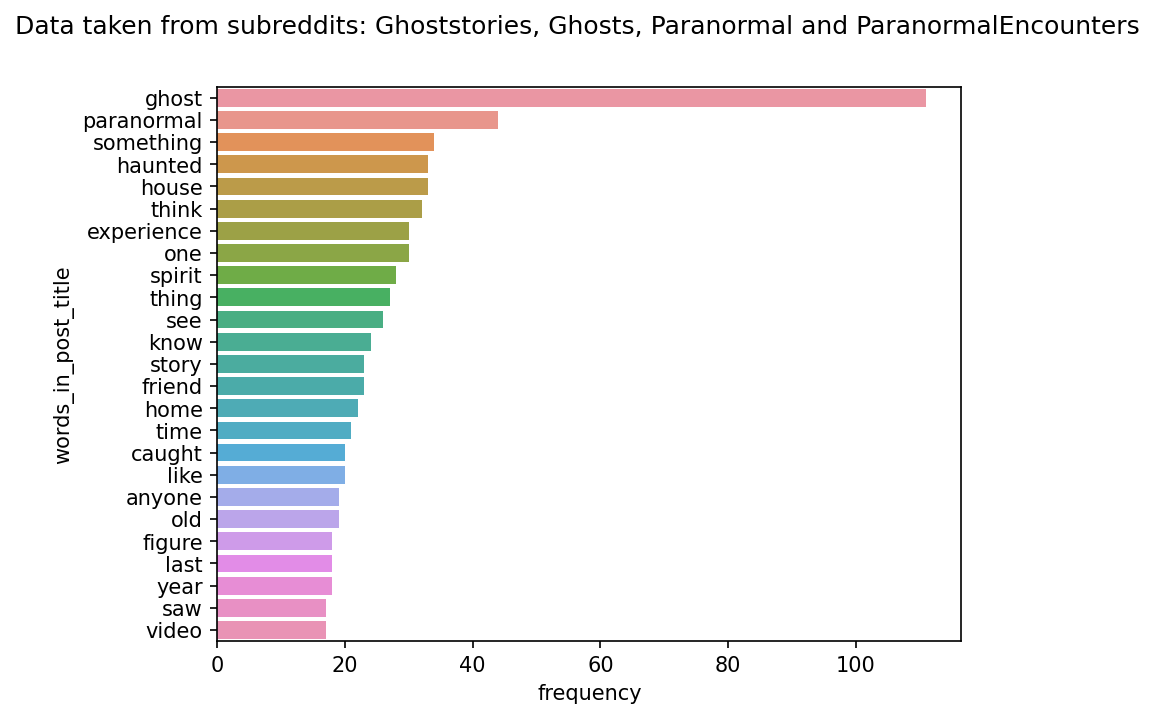 Data taken from subreddits: Ghoststories, Ghosts, Paranormal and ParanormalEncounters
ghost
paranormal
something
haunted
house
think
experience
one
spirit
thing
see
know
story
friend
home
time
caught
like
anyone
old
figure
last
year
saw
video
words_in_post_title
0 20 40 60 80 100
frequency